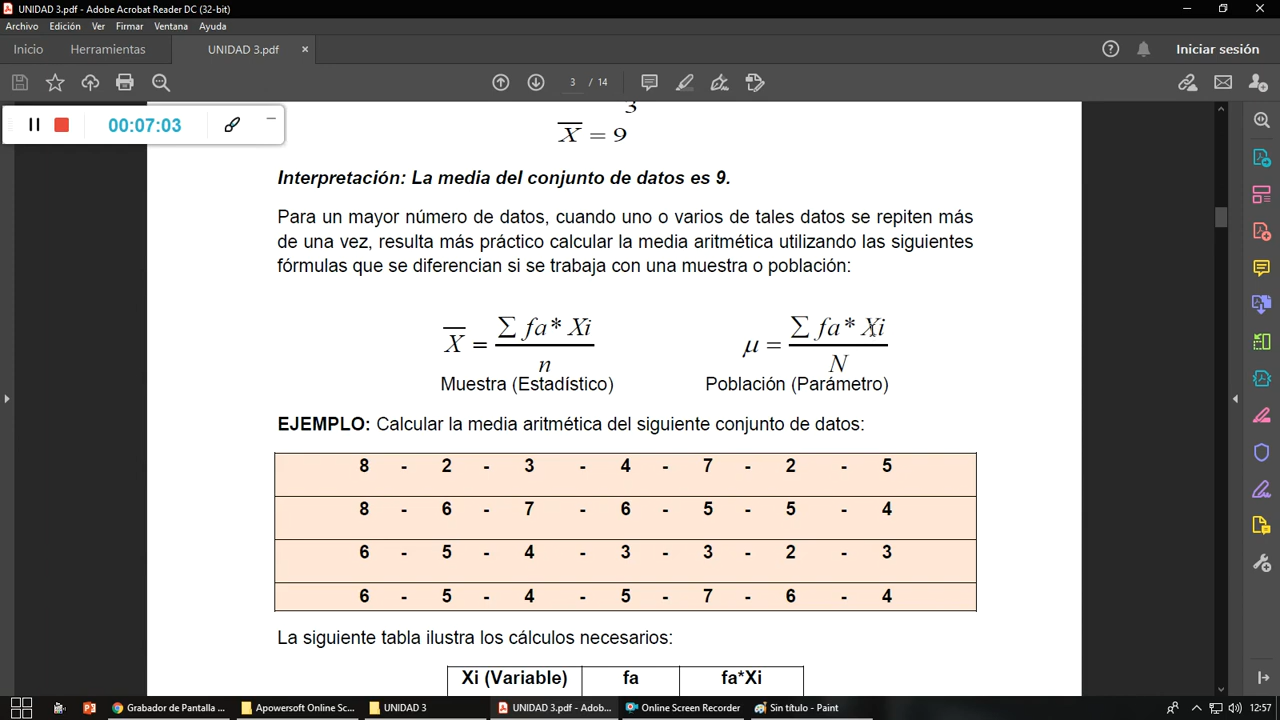 UNIDAD 3.pdf - Adobe Acrobat Reader DC (32-bit)
Archivo Edición Ver Firmar Ventana Ayuda
Inicio Herramientas UNIDAD 3.pdf × Iniciar sesión
3 / 14
00:07:03
3
X = 9
Interpretación: La media del conjunto de datos es 9.
Para un mayor número de datos, cuando uno o varios de tales datos se repiten más
de una vez, resulta más práctico calcular la media aritmética utilizando las siguientes
fórmulas que se diferencian si se trabaja con una muestra o población:
X = ∑ fa* Xi / n
μ = ∑ fa* Xi / N
Muestra (Estadístico) Población (Parámetro)
EJEMPLO: Calcular la media aritmética del siguiente conjunto de datos:
8 - 2 - 3 - 4 - 7 - 2 - 5
8 - 6 - 7 - 6 - 5 - 5 - 4
6 - 5 - 4 - 3 - 3 - 2 - 3
6 - 5 - 4 - 5 - 7 - 6 - 4
La siguiente tabla ilustra los cálculos necesarios:
Xi (Variable) fa fa*Xi
Grabador de Pantalla ... Apowersoft Online Sc... UNIDAD 3 UNIDAD 3.pdf - Adob... Online Screen Recorder Sin título - Paint 12:57